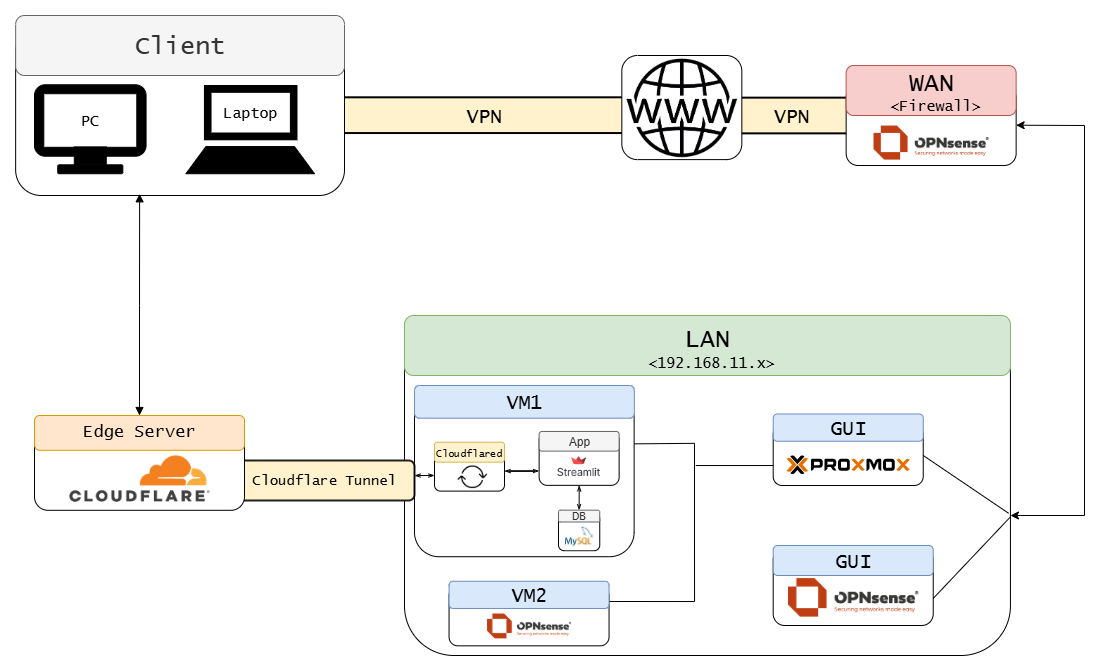 Client
PC
Laptop
VPN
WWW
VPN
WAN
<Firewall>
OPNsense®
Securing networks made easy
LAN
<192.168.11.x>
VM1
Edge Server
CLOUDFLARE®
Cloudflare Tunnel
Cloudflared
App
Streamlit
DB
MySQL
GUI
PROXMOX
GUI
OPNsense®
Securing networks made easy
VM2
OPNsense®
Securing networks made easy